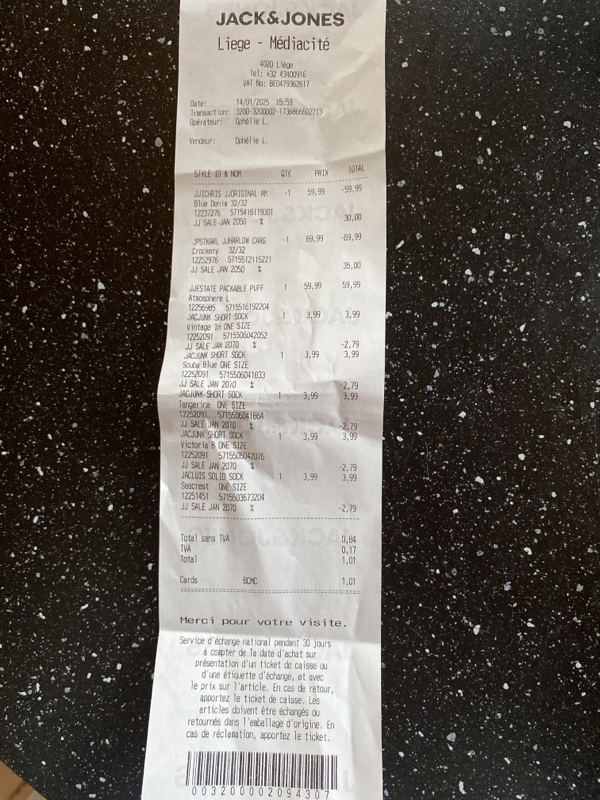 JACK&JONES
Liege - Médiacité
4020 Liège
Tel: +32 43400916
VAT No: BE0479362617
Date: 14/01/2025 15:59
Transaction: 3200-3200002-1736866602713
Opérateur: Ophélie L.
Vendeur: Ophélie L.
STYLE ID & NOM QTE PRIX TOTAL
JJICHRIS JJORIGINAL AM -1 59,99 -59,99
Blue Denim 32/32
12237276 5715416119301
JJ SALE JAN 2050 % 30,00
JPSTKARL JJHARLOW CARG -1 69,99 -69,99
Crockery 32/32
12252976 5715512115221
JJ SALE JAN 2050 % 35,00
JJESTATE PACKABLE PUFF 1 59,99 59,99
Atmosphere L
12256985 5715516192204
JACJUNK SHORT SOCK 1 3,99 3,99
Vintage In ONE SIZE
12252091 5715506042052
JJ SALE JAN 2070 % -2,79
JACJUNK SHORT SOCK 1 3,99 3,99
Scuba Blue ONE SIZE
12252091 5715506041833
JJ SALE JAN 2070 % -2,79
JACJUNK SHORT SOCK 1 3,99 3,99
Tangerine ONE SIZE
12252091 5715506041864
JJ SALE JAN 2070 % -2,79
JACJUNK SHORT SOCK 1 3,99 3,99
Victoria B ONE SIZE
12252091 5715506042076
JJ SALE JAN 2070 % -2,79
JACLUIS SOLID SOCK 1 3,99 3,99
Seacrest ONE SIZE
12251451 5715503673204
JJ SALE JAN 2070 % -2,79
Total sans TVA 0,84
TVA 0,17
Total 1,01
Cards BCMC 1,01
Merci pour votre visite.
Service d'échange national pendant 30 jours
à compter de la date d'achat sur
présentation d'un ticket de caisse ou
d'une étiquette d'échange, et avec
le prix sur l'article. En cas de retour,
apportez le ticket de caisse. Les
articles doivent être échangés ou
retournés dans l'emballage d'origine. En
cas de réclamation, apportez le ticket.
003200002094307